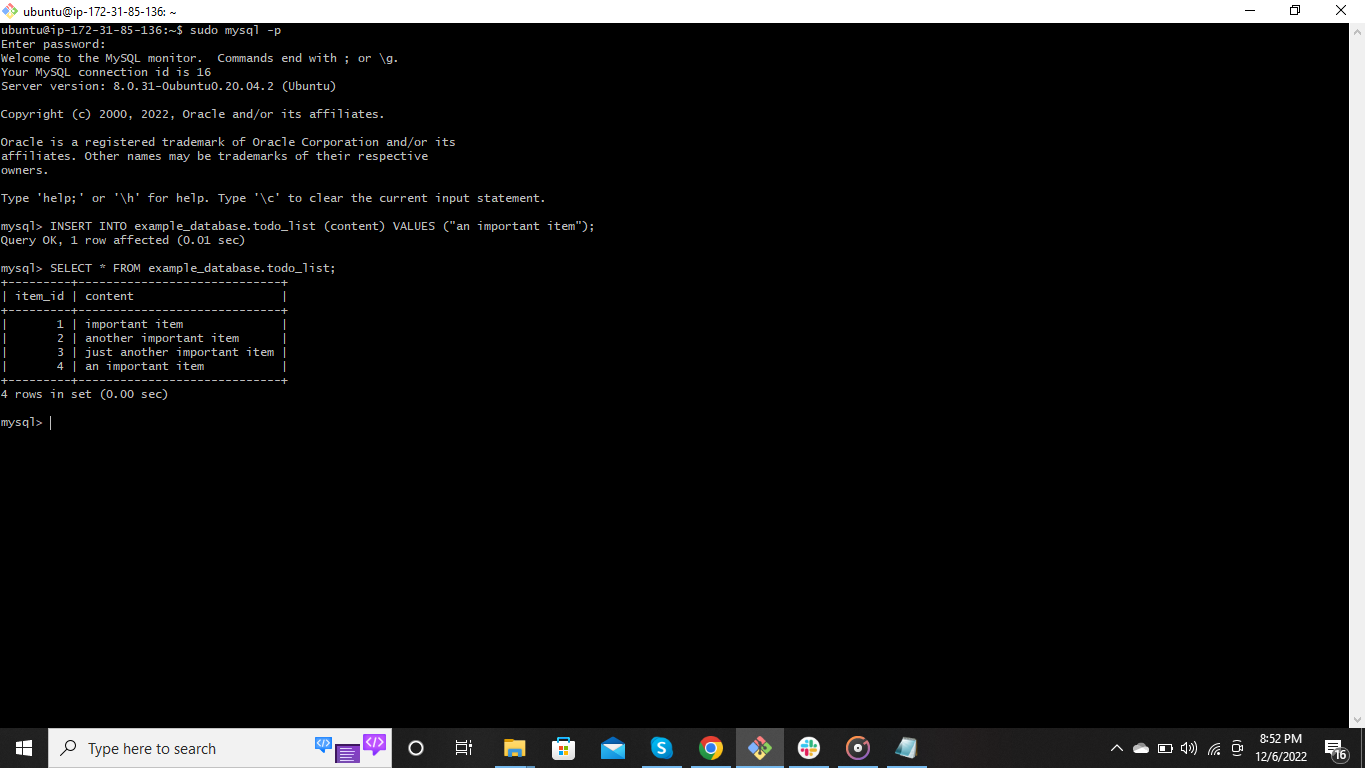 ubuntu@ip-172-31-85-136: ~
ubuntu@ip-172-31-85-136:~$ sudo mysql -p
Enter password:
Welcome to the MySQL monitor.  Commands end with ; or \g.
Your MySQL connection id is 16
Server version: 8.0.31-0ubuntu0.20.04.2 (Ubuntu)
Copyright (c) 2000, 2022, Oracle and/or its affiliates.
Oracle is a registered trademark of Oracle Corporation and/or its
affiliates. Other names may be trademarks of their respective
owners.
Type 'help;' or '\h' for help. Type '\c' to clear the current input statement.
mysql> INSERT INTO example_database.todo_list (content) VALUES ("an important item");
Query OK, 1 row affected (0.01 sec)
mysql> SELECT * FROM example_database.todo_list;
+---------+-----------------------------+
| item_id | content                     |
+---------+-----------------------------+
|       1 | important item              |
|       2 | another important item      |
|       3 | just another important item |
|       4 | an important item           |
+---------+-----------------------------+
4 rows in set (0.00 sec)
mysql>
Type here to search
8:52 PM
12/6/2022
16